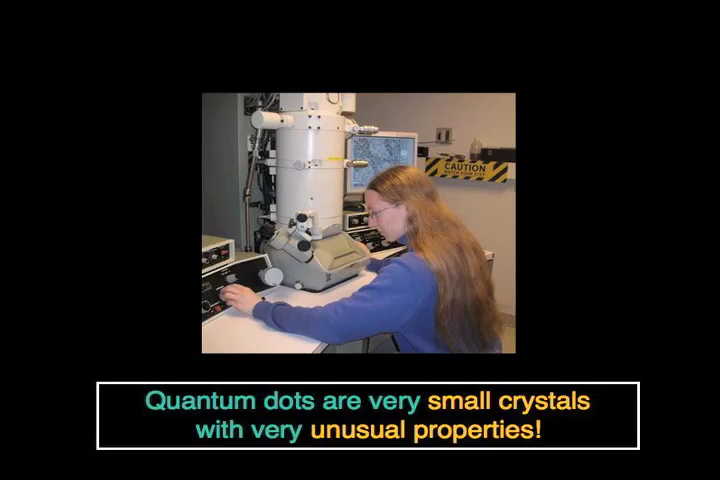 CAUTION
Quantum dots are very small crystals
with very unusual properties!